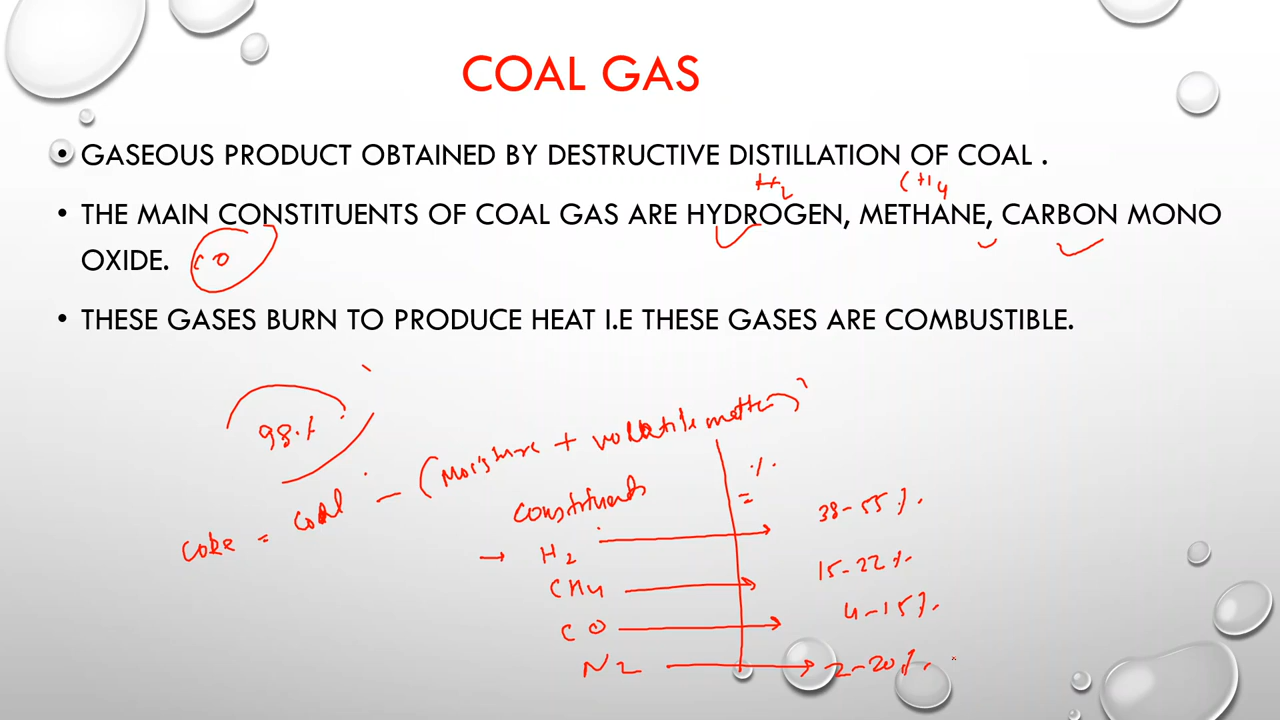 COAL GAS
• GASEOUS PRODUCT OBTAINED BY DESTRUCTIVE DISTILLATION OF COAL .
H2 CH4
• THE MAIN CONSTITUENTS OF COAL GAS ARE HYDROGEN, METHANE, CARBON MONO
OXIDE. CO
• THESE GASES BURN TO PRODUCE HEAT I.E THESE GASES ARE COMBUSTIBLE.
98%
coke = coal - (Moisture + volatile matter)
Constituents %
H2 38-55%
CH4 15-22%
CO 4-15%
N2 2-20%